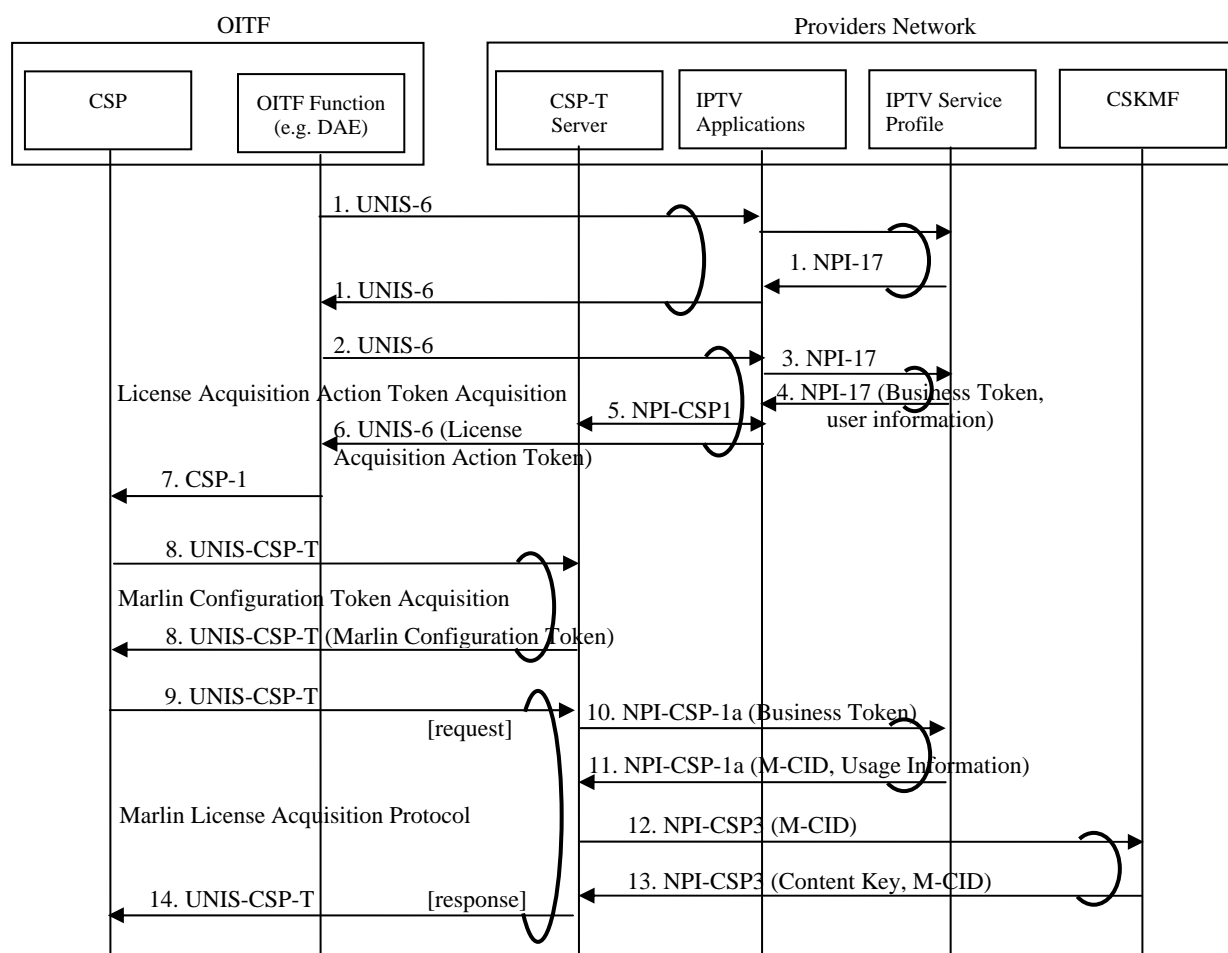 OITF
Providers Network
CSP
OITF Function
(e.g. DAE)
CSP-T
Server
IPTV
Applications
IPTV Service
Profile
CSKMF
1. UNIS-6
1. NPI-17
1. UNIS-6
2. UNIS-6
3. NPI-17
License Acquisition Action Token Acquisition
4. NPI-17 (Business Token,
user information)
5. NPI-CSP1
6. UNIS-6 (License
Acquisition Action Token)
7. CSP-1
8. UNIS-CSP-T
Marlin Configuration Token Acquisition
8. UNIS-CSP-T (Marlin Configuration Token)
9. UNIS-CSP-T
[request]
10. NPI-CSP-1a (Business Token)
11. NPI-CSP-1a (M-CID, Usage Information)
Marlin License Acquisition Protocol
12. NPI-CSP3 (M-CID)
13. NPI-CSP3 (Content Key, M-CID)
14. UNIS-CSP-T
[response]